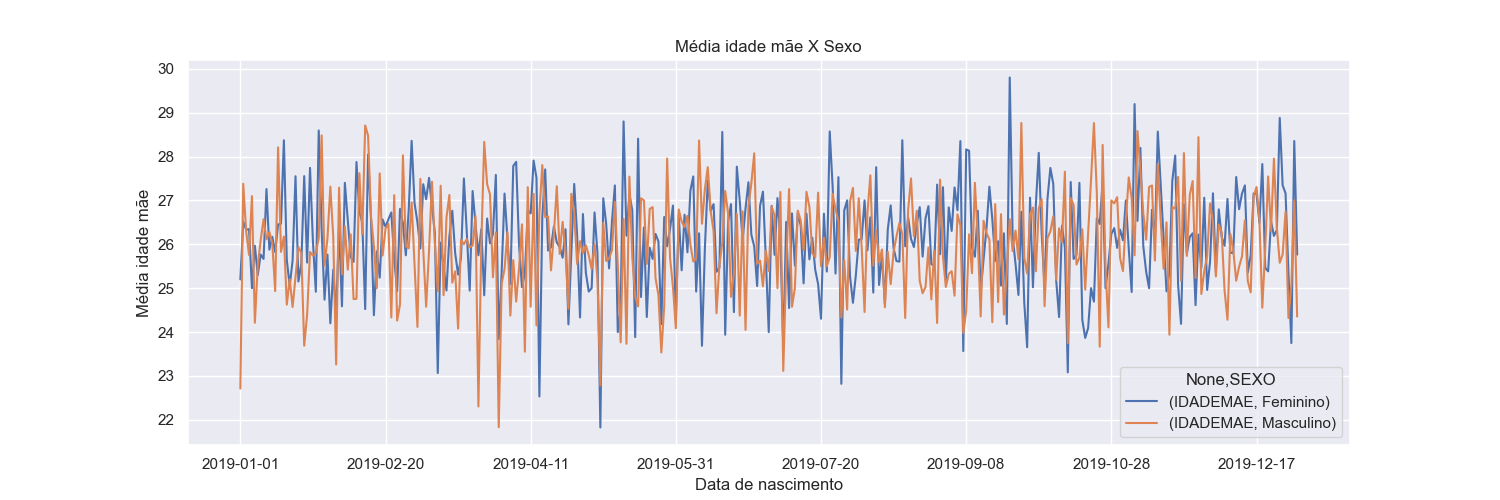 Média idade mãe X Sexo
30
29
28
27
26
25
24
23
22
Média idade mãe
2019-01-01 2019-02-20 2019-04-11 2019-05-31 2019-07-20 2019-09-08 2019-10-28 2019-12-17
Data de nascimento
None,SEXO
(IDADEMAE, Feminino)
(IDADEMAE, Masculino)